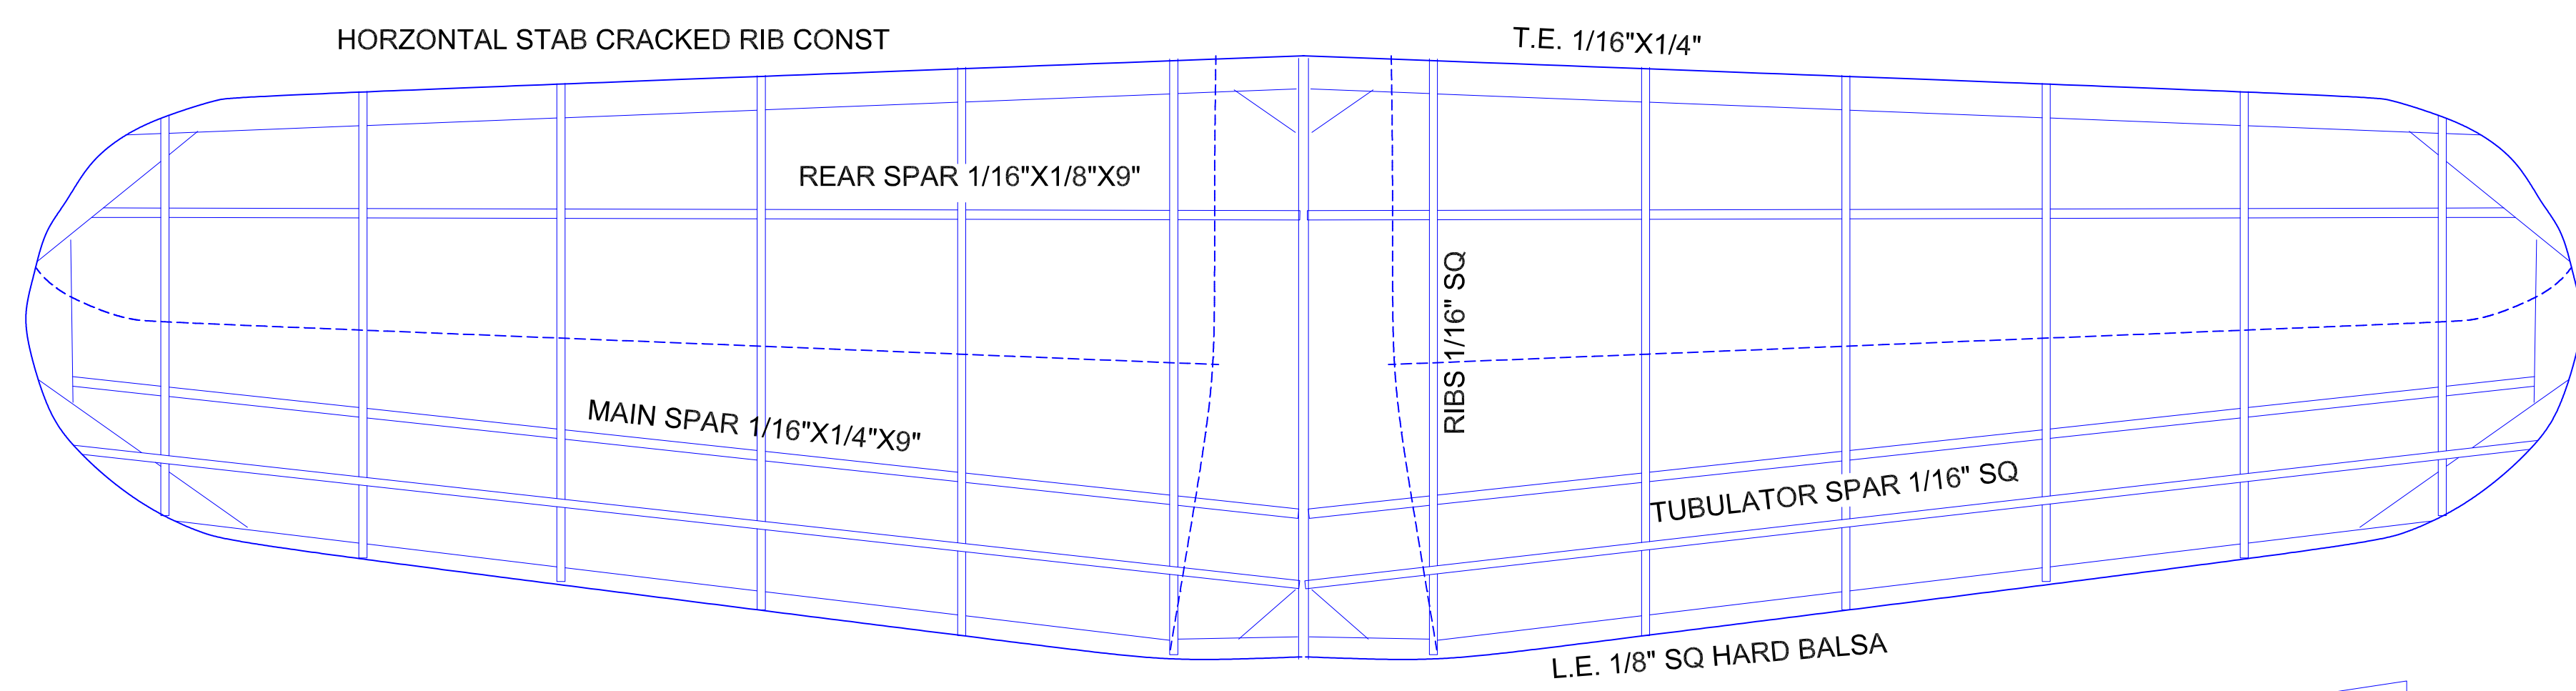 HORZONTAL STAB CRACKED RIB CONST
T.E. 1/16"X1/4"
REAR SPAR 1/16"X1/8"X9"
RIBS 1/16" SQ
MAIN SPAR 1/16"X1/4"X9"
TUBULATOR SPAR 1/16" SQ
L.E. 1/8" SQ HARD BALSA